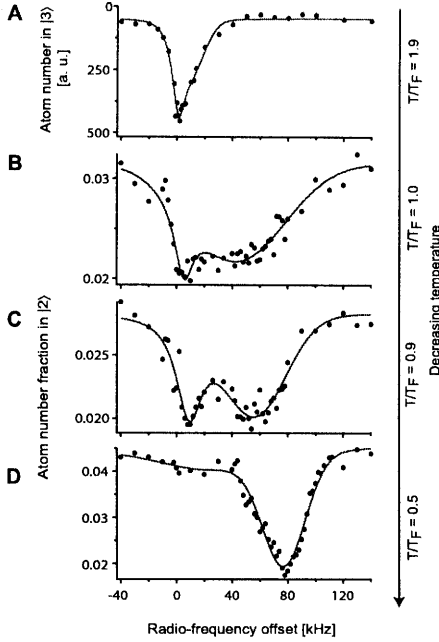 A
Atom number in |3⟩
[a. u.]
0
250
500
T/T_F = 1.9
B
0.03
0.02
T/T_F = 1.0
C
Atom number fraction in |2⟩
0.025
0.020
T/T_F = 0.9
D
0.04
0.03
0.02
T/T_F = 0.5
Decreasing temperature
-40
0
40
80
120
Radio-frequency offset [kHz]